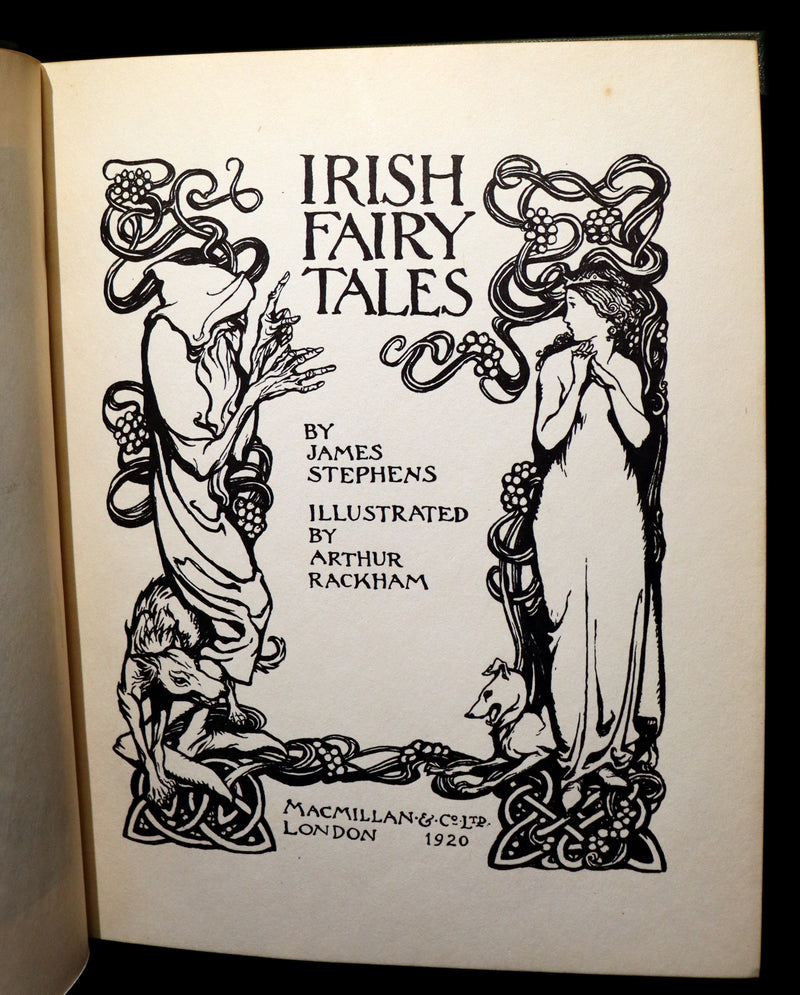 IRISH
FAIRY
TALES
BY
JAMES
STEPHENS
ILLUSTRATED
BY
ARTHUR
RACKHAM
MACMILLAN·&·Co·LTD.
LONDON 1920